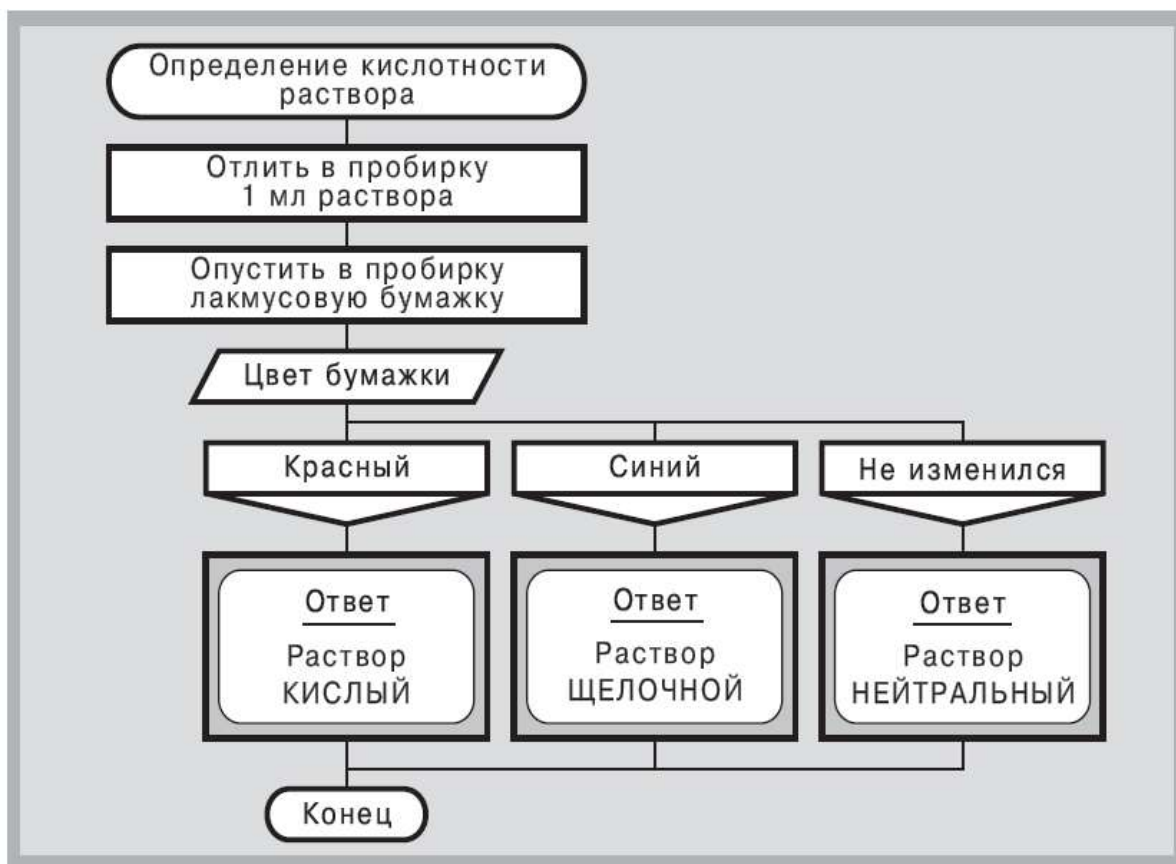 Определение кислотности
раствора
Отлить в пробирку
1 мл раствора
Опустить в пробирку
лакмусовую бумажку
Цвет бумажки
Красный
Синий
Не изменился
Ответ
Раствор
КИСЛЫЙ
Ответ
Раствор
ЩЕЛОЧНОЙ
Ответ
Раствор
НЕЙТРАЛЬНЫЙ
Конец